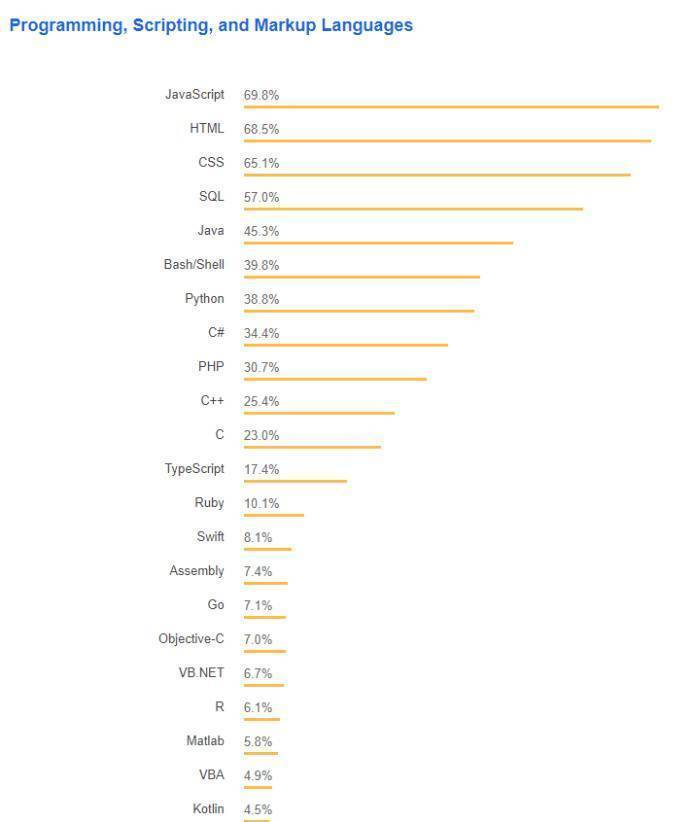 Programming, Scripting, and Markup Languages
JavaScript 69.8%
HTML 68.5%
CSS 65.1%
SQL 57.0%
Java 45.3%
Bash/Shell 39.8%
Python 38.8%
C# 34.4%
PHP 30.7%
C++ 25.4%
C 23.0%
TypeScript 17.4%
Ruby 10.1%
Swift 8.1%
Assembly 7.4%
Go 7.1%
Objective-C 7.0%
VB.NET 6.7%
R 6.1%
Matlab 5.8%
VBA 4.9%
Kotlin 4.5%